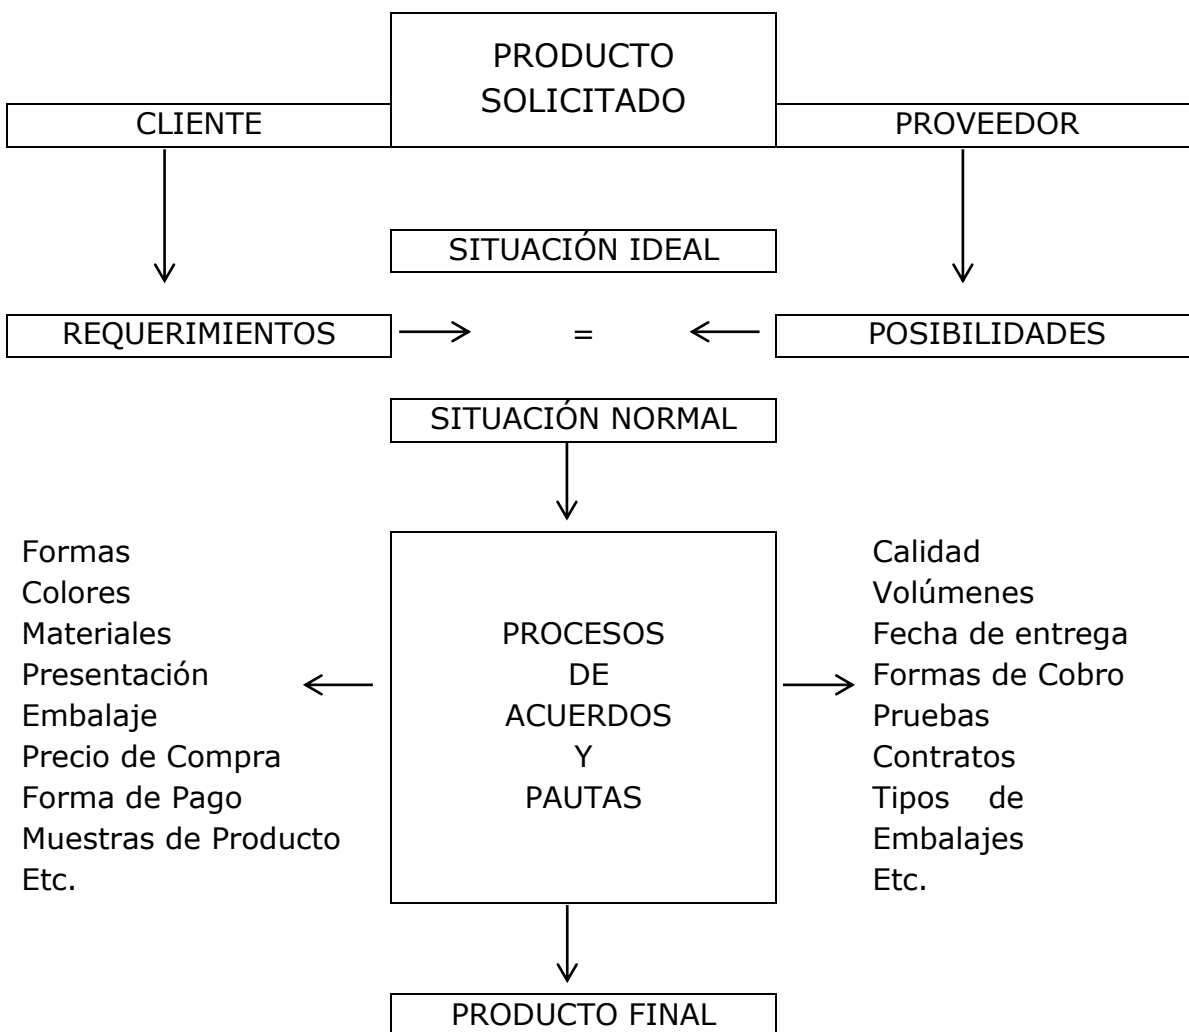 PRODUCTO
SOLICITADO
CLIENTE
PROVEEDOR
SITUACIÓN IDEAL
REQUERIMIENTOS
=
POSIBILIDADES
SITUACIÓN NORMAL
Formas
Colores
Materiales
Presentación
Embalaje
Precio de Compra
Forma de Pago
Muestras de Producto
Etc.
PROCESOS
DE
ACUERDOS
Y
PAUTAS
Calidad
Volúmenes
Fecha de entrega
Formas de Cobro
Pruebas
Contratos
Tipos de
Embalajes
Etc.
PRODUCTO FINAL